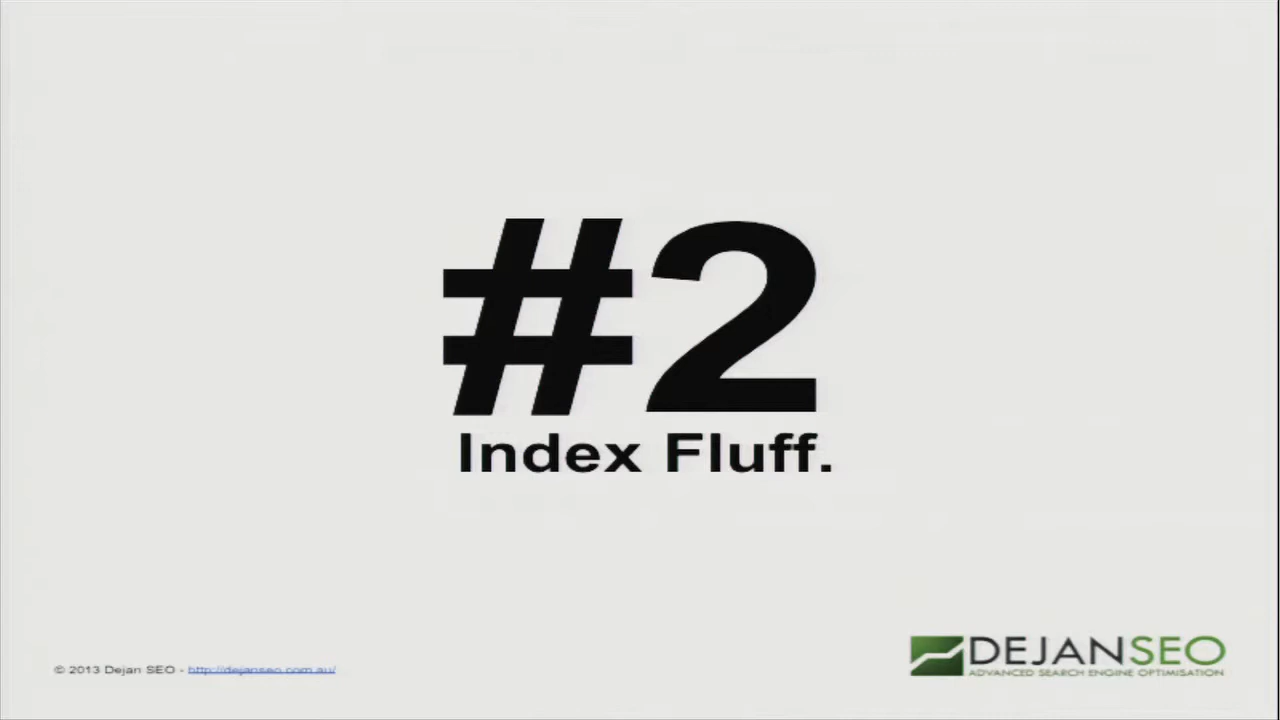 #2
Index Fluff.
© 2013 Dejan SEO - http://dejanseo.com.au/
DEJANSEO
ADVANCED SEARCH ENGINE OPTIMISATION